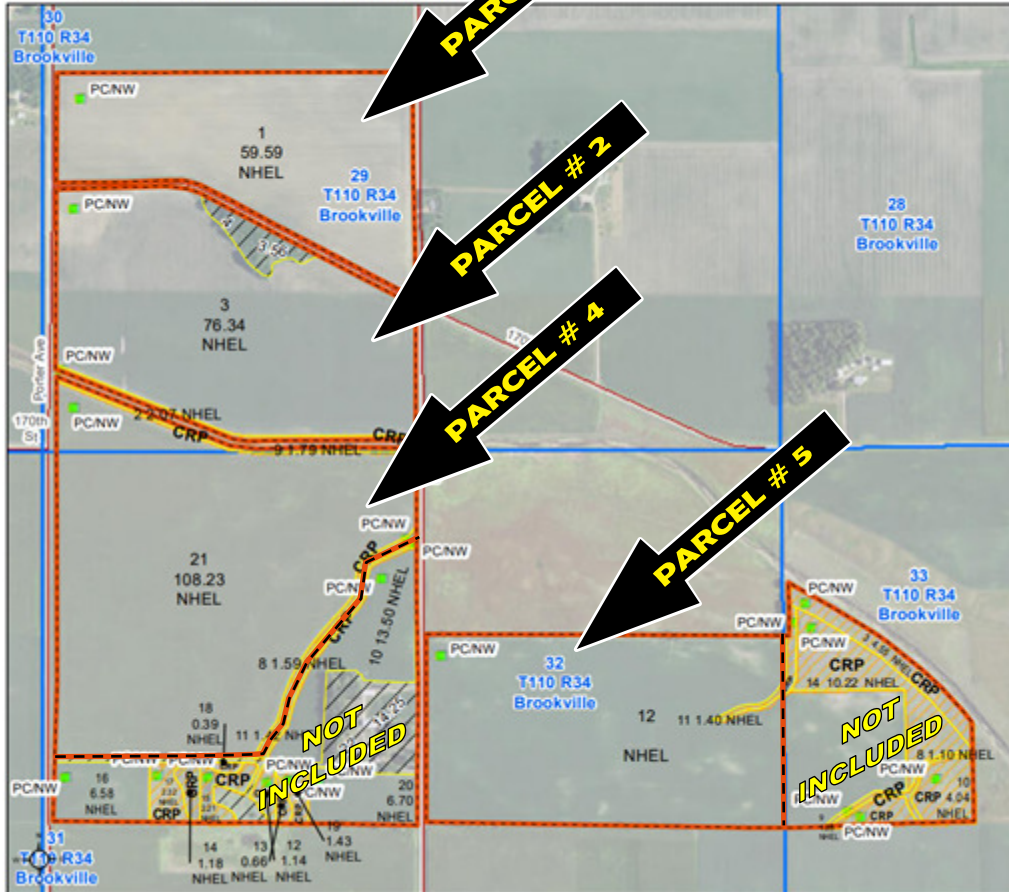 30
T110 R34
Brookville
PC/NW
1
59.59
NHEL
29
T110 R34
Brookville
PARCEL # 2
28
T110 R34
Brookville
PC/NW
4
3.56
3
76.34
NHEL
PARCEL # 4
170
Porter Ave
PC/NW
170th
St
PC/NW
2 2.07 NHEL
CRP
CRP
9 1.79 NHEL
PARCEL # 5
PC/NW
PC/NW
CRP
21
108.23
NHEL
PC/NW
10 13.50 NHEL
CRP
8 1.59 NHEL
33
T110 R34
Brookville
PC/NW
PC/NW
PC/NW
PC/NW
32
T110 R34
Brookville
3 4.55 NHEL
CRP
CRP
14 10.22 NHEL
12
NHEL
11 1.40 NHEL
18
0.39
NHEL
14.25
NOT
INCLUDED
NOT
INCLUDED
8 1.10 NHEL
PC/NW
PC/NW
CRP
PC/NW
16
6.58
NHEL
CRP
CRP
20
6.70
NHEL
PC/NW
CRP
CRP
10
4.04
NHEL
CRP
PC/NW
19
1.43
NHEL
14
1.18
NHEL
13
0.66
NHEL
12
1.14
NHEL
31
T110 R34
Brookville